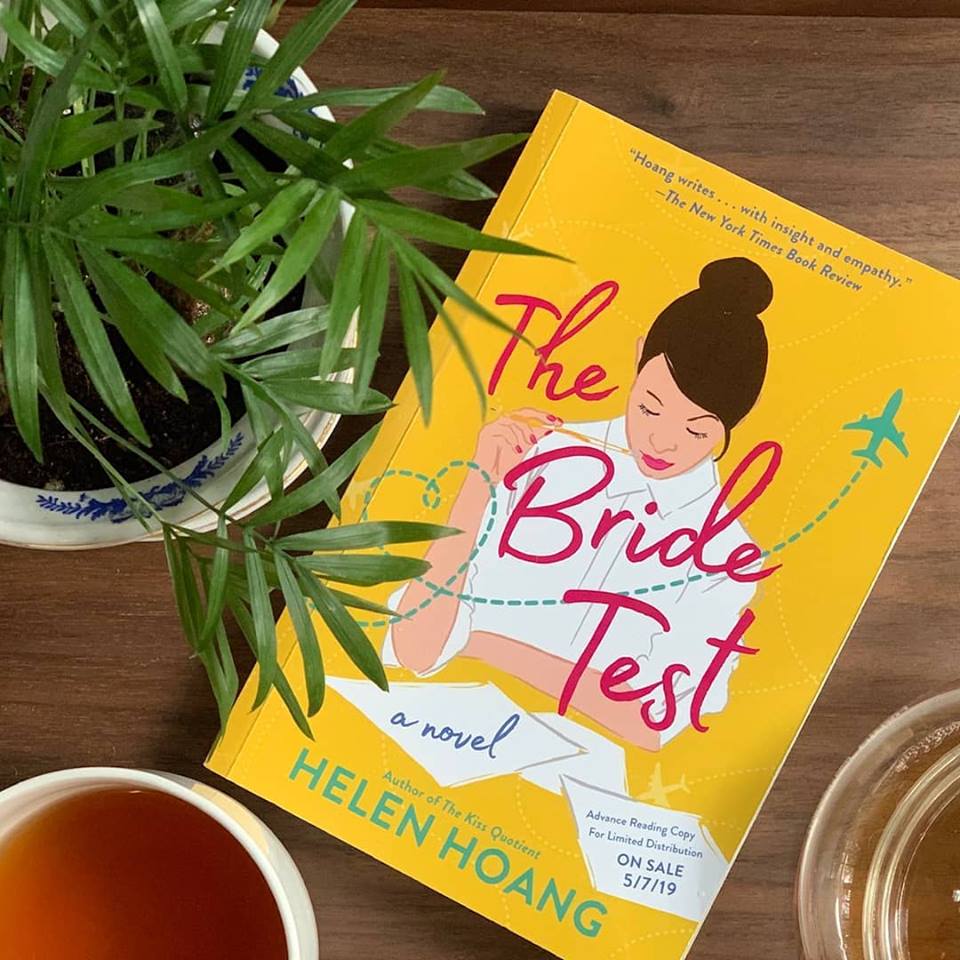 “Hoang writes . . . with insight and empathy.”
—The New York Times Book Review
The
Bride
Test
a novel
Author of The Kiss Quotient
HELEN HOANG
Advance Reading Copy
For Limited Distribution
ON SALE
5/7/19